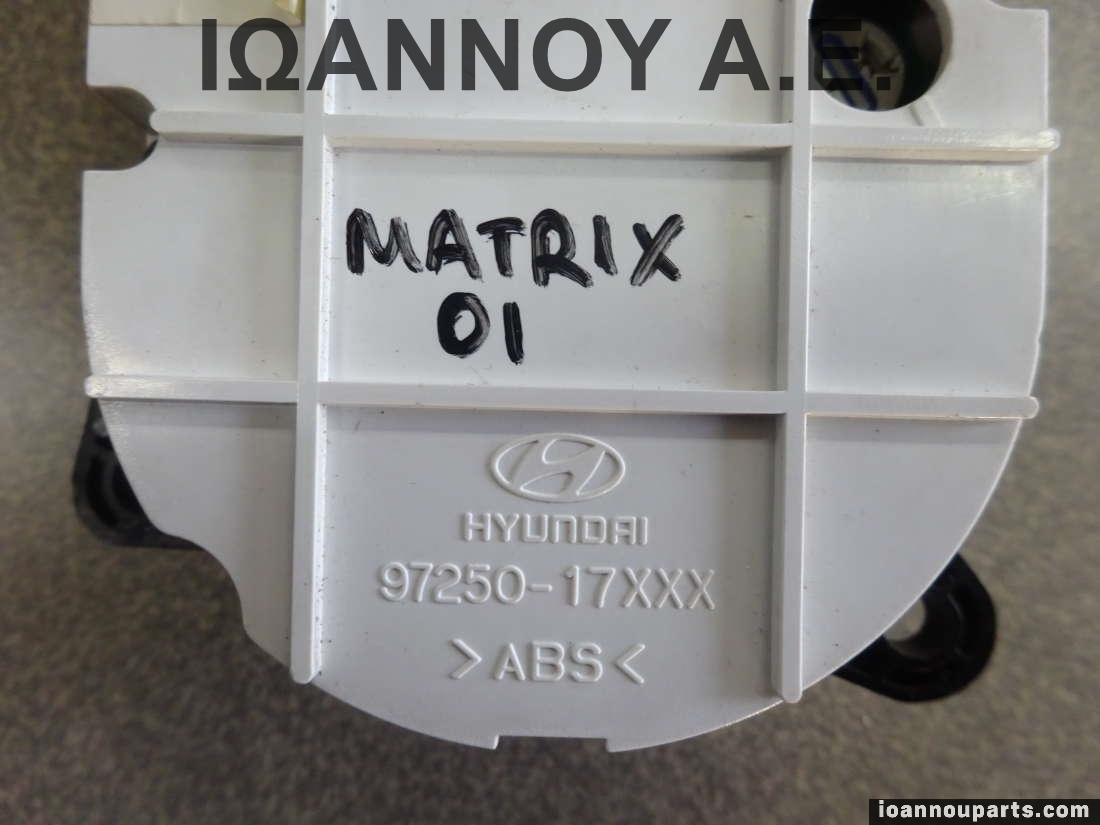 ΙΩΑΝΝΟΥ Α.Ε.
MATRIX
01
HYUNDAI
97250-17XXX
>ABS<
ioannouparts.com